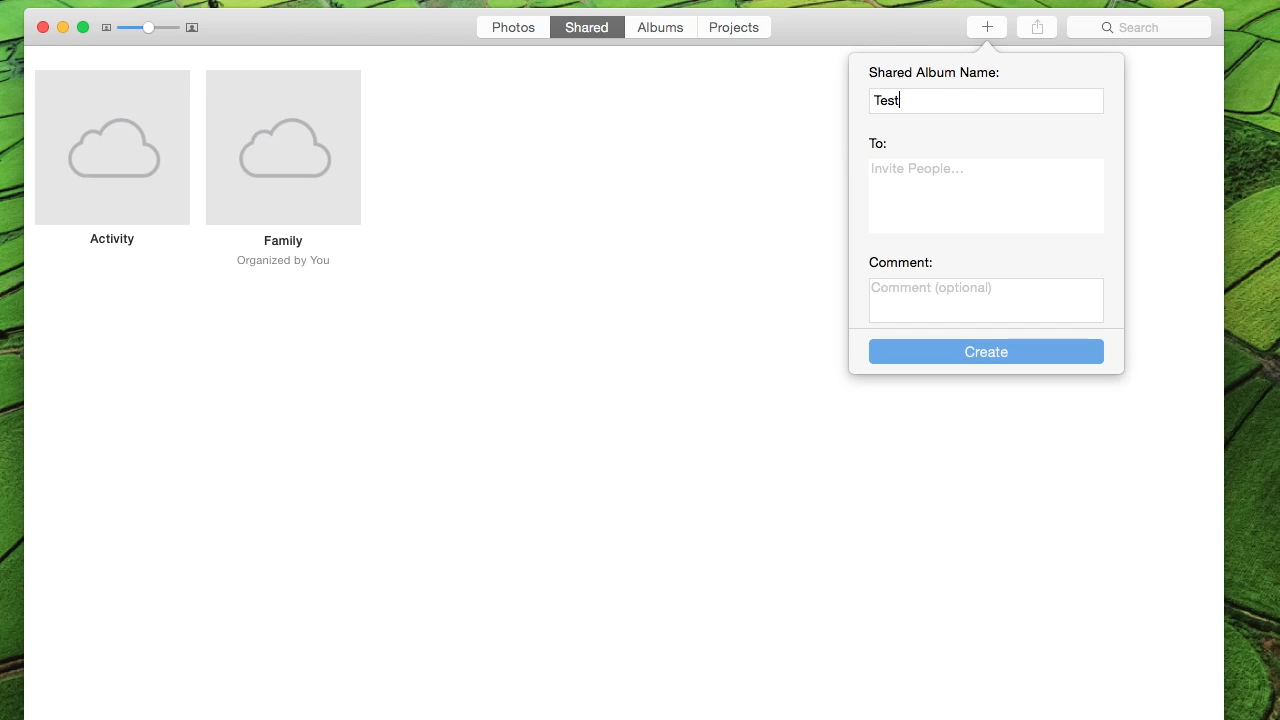 Photos Shared Albums Projects
+ Search
Shared Album Name:
Test
To:
Invite People...
Comment:
Comment (optional)
Create
Activity
Family
Organized by You